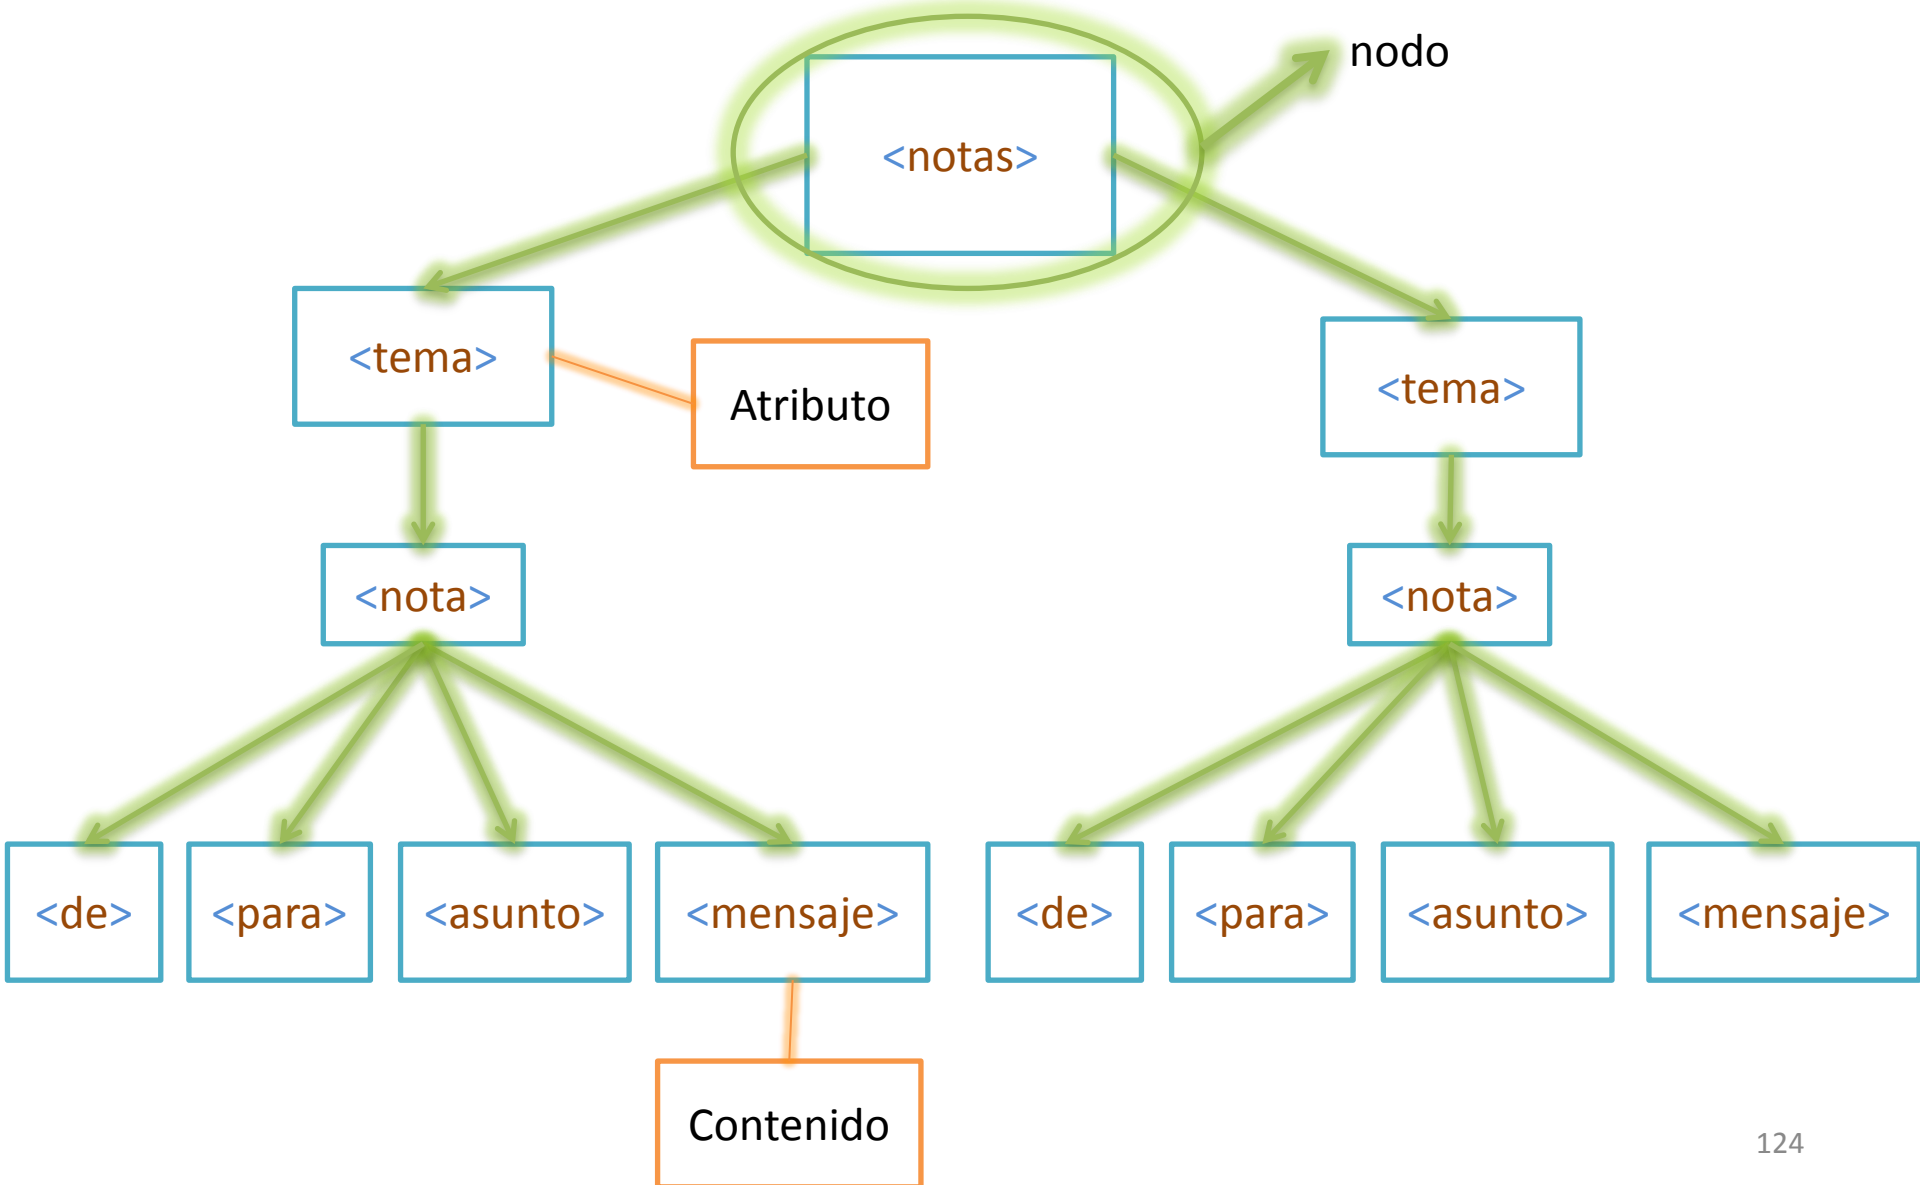 nodo
<notas>
<tema>
Atributo
<tema>
<nota>
<nota>
<de>
<para>
<asunto>
<mensaje>
<de>
<para>
<asunto>
<mensaje>
Contenido
124